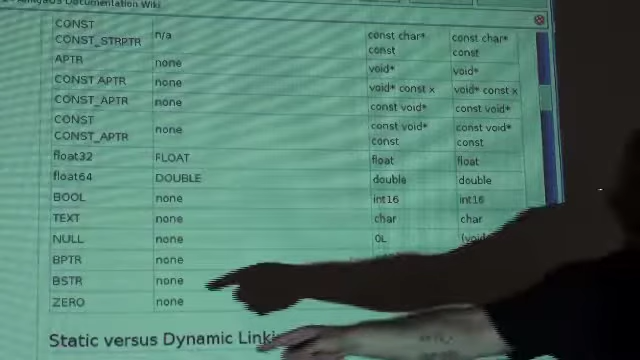 AmigaOS Documentation Wiki
CONST
CONST_STRPTR n/a const char* const const char* const
APTR none void* void*
CONST APTR none void* const x void* const x
CONST_APTR none const void* const void*
CONST
CONST_APTR none const void* const const void* const
float32 FLOAT float float
float64 DOUBLE double double
BOOL none int16 int16
TEXT none char char
NULL none 0L (void
BPTR none
BSTR none
ZERO none
Static versus Dynamic Linki